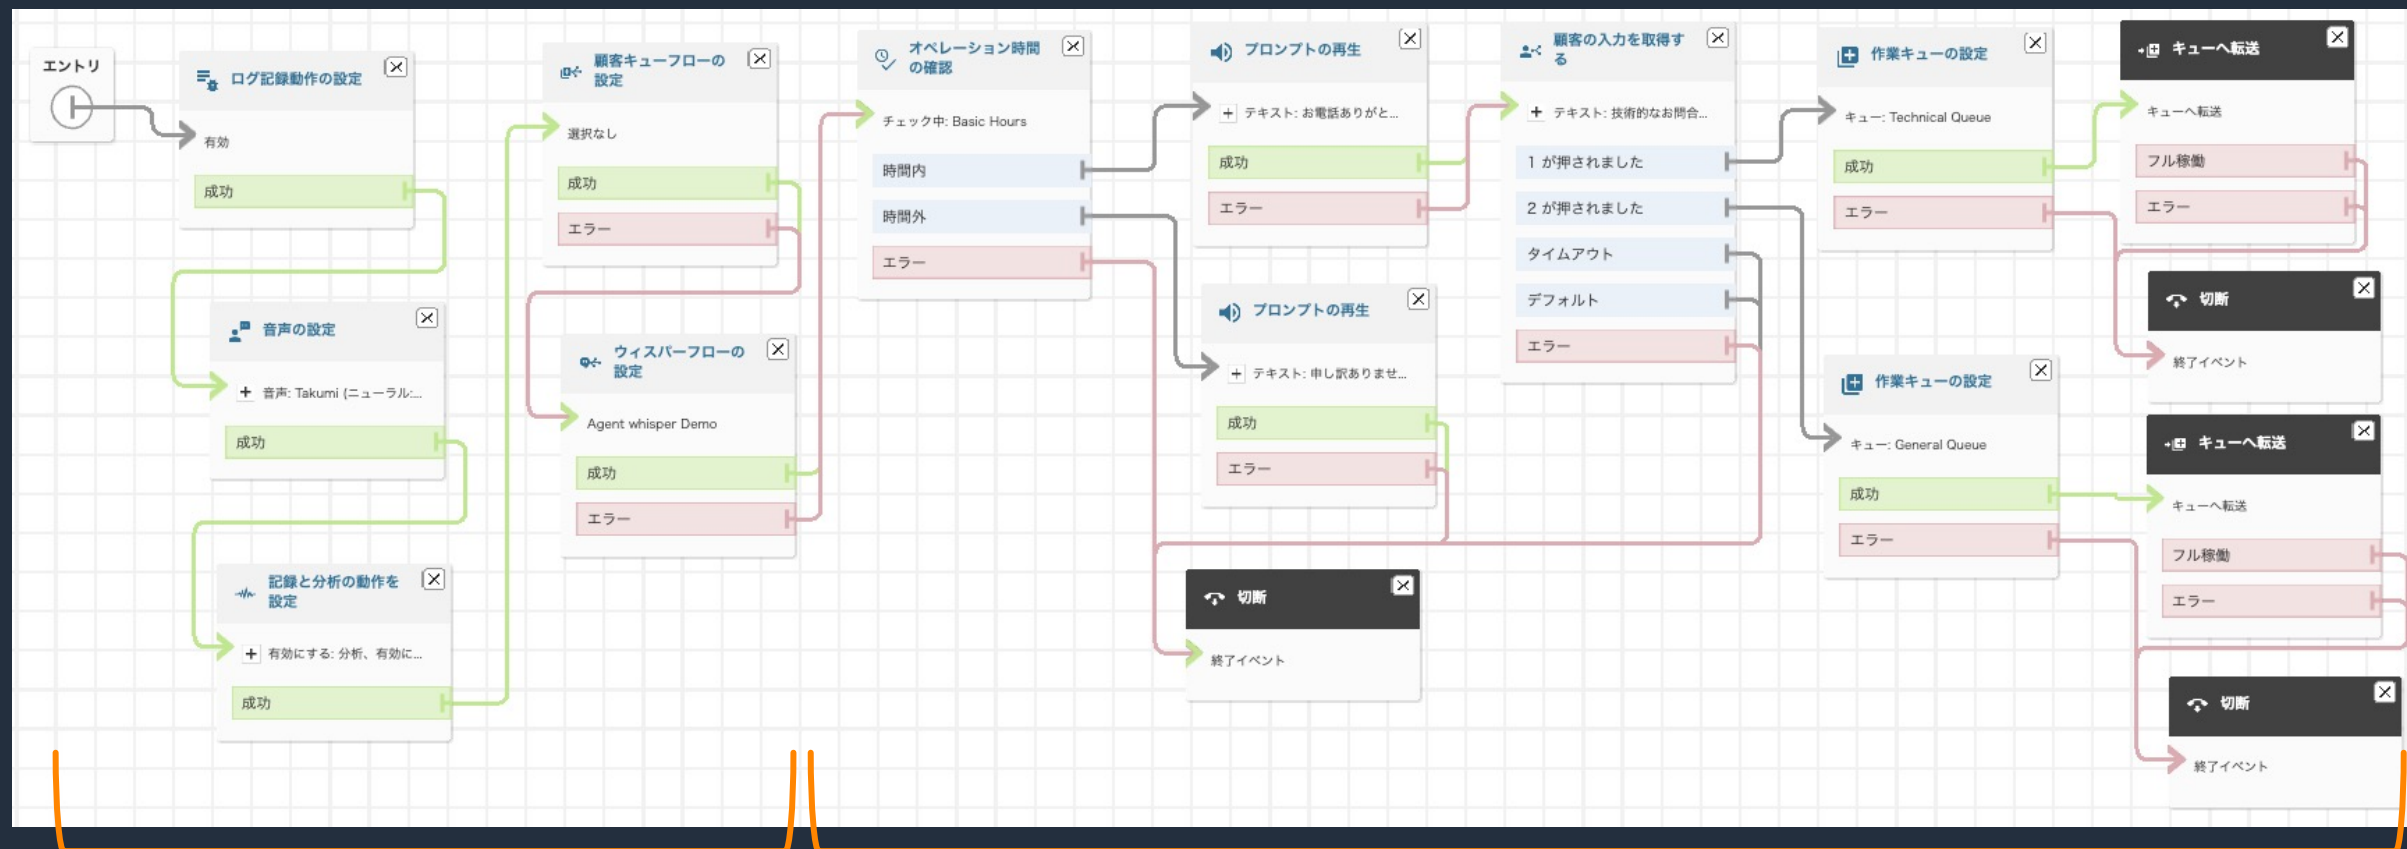 エントリ
ログ記録動作の設定
有効
成功
音声の設定
音声: Takumi (ニューラル:...
成功
記録と分析の動作を
設定
有効にする: 分析、有効に...
成功
顧客キューフローの
設定
選択なし
成功
エラー
ウィスパーフローの
設定
Agent whisper Demo
成功
エラー
オペレーション時間
の確認
チェック中: Basic Hours
時間内
時間外
エラー
プロンプトの再生
テキスト: お電話ありがと...
成功
エラー
プロンプトの再生
テキスト: 申し訳ありませ...
成功
エラー
切断
終了イベント
顧客の入力を取得す
る
テキスト: 技術的なお問合...
1 が押されました
2 が押されました
タイムアウト
デフォルト
エラー
作業キューの設定
キュー: Technical Queue
成功
エラー
作業キューの設定
キュー: General Queue
成功
エラー
キューへ転送
キューへ転送
フル稼働
エラー
切断
終了イベント
キューへ転送
キューへ転送
フル稼働
エラー
切断
終了イベント